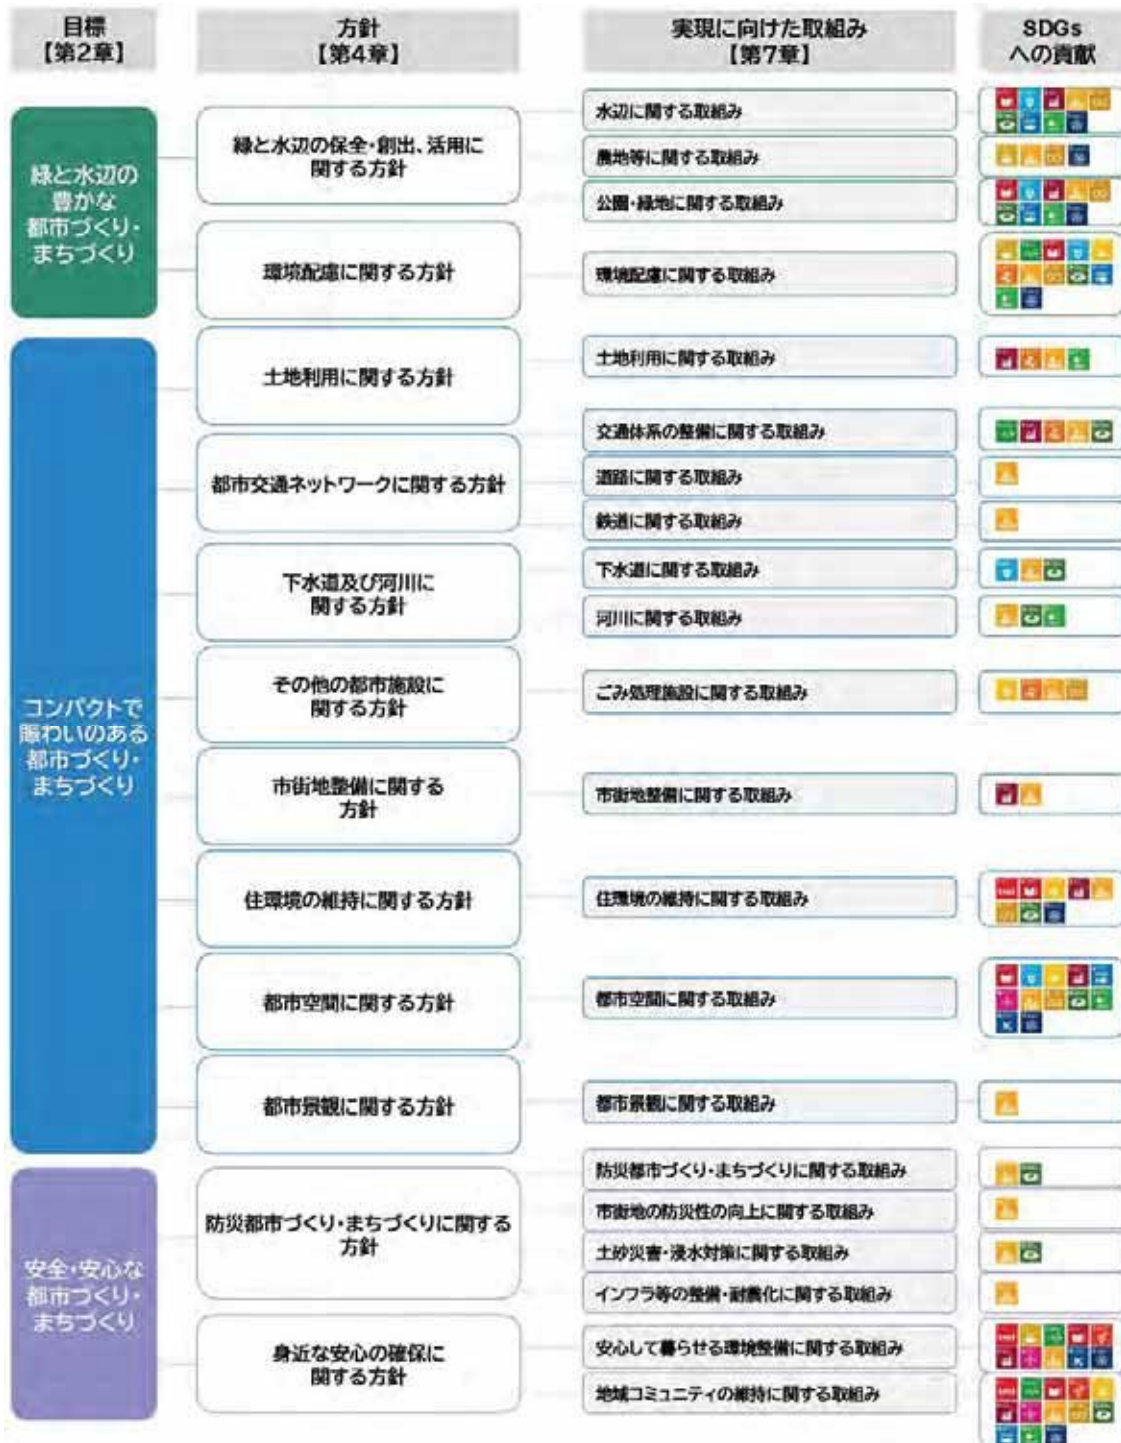 目標
【第2章】
方針
【第4章】
実現に向けた取組み
【第7章】
SDGs
への貢献
緑と水辺の
豊かな
都市づくり・
まちづくり
緑と水辺の保全・創出、活用に
関する方針
水辺に関する取組み
農地等に関する取組み
公園・緑地に関する取組み
環境配慮に関する方針
環境配慮に関する取組み
コンパクトで
賑わいのある
都市づくり・
まちづくり
土地利用に関する方針
土地利用に関する取組み
都市交通ネットワークに関する方針
交通体系の整備に関する取組み
道路に関する取組み
鉄道に関する取組み
下水道及び河川に
関する方針
下水道に関する取組み
河川に関する取組み
その他の都市施設に
関する方針
ごみ処理施設に関する取組み
市街地整備に関する
方針
市街地整備に関する取組み
住環境の維持に関する方針
住環境の維持に関する取組み
都市空間に関する方針
都市空間に関する取組み
都市景観に関する方針
都市景観に関する取組み
安全・安心な
都市づくり・
まちづくり
防災都市づくり・まちづくりに関する
方針
防災都市づくり・まちづくりに関する取組み
市街地の防災性の向上に関する取組み
土砂災害・浸水対策に関する取組み
インフラ等の整備・耐震化に関する取組み
身近な安心の確保に
関する方針
安心して暮らせる環境整備に関する取組み
地域コミュニティの維持に関する取組み